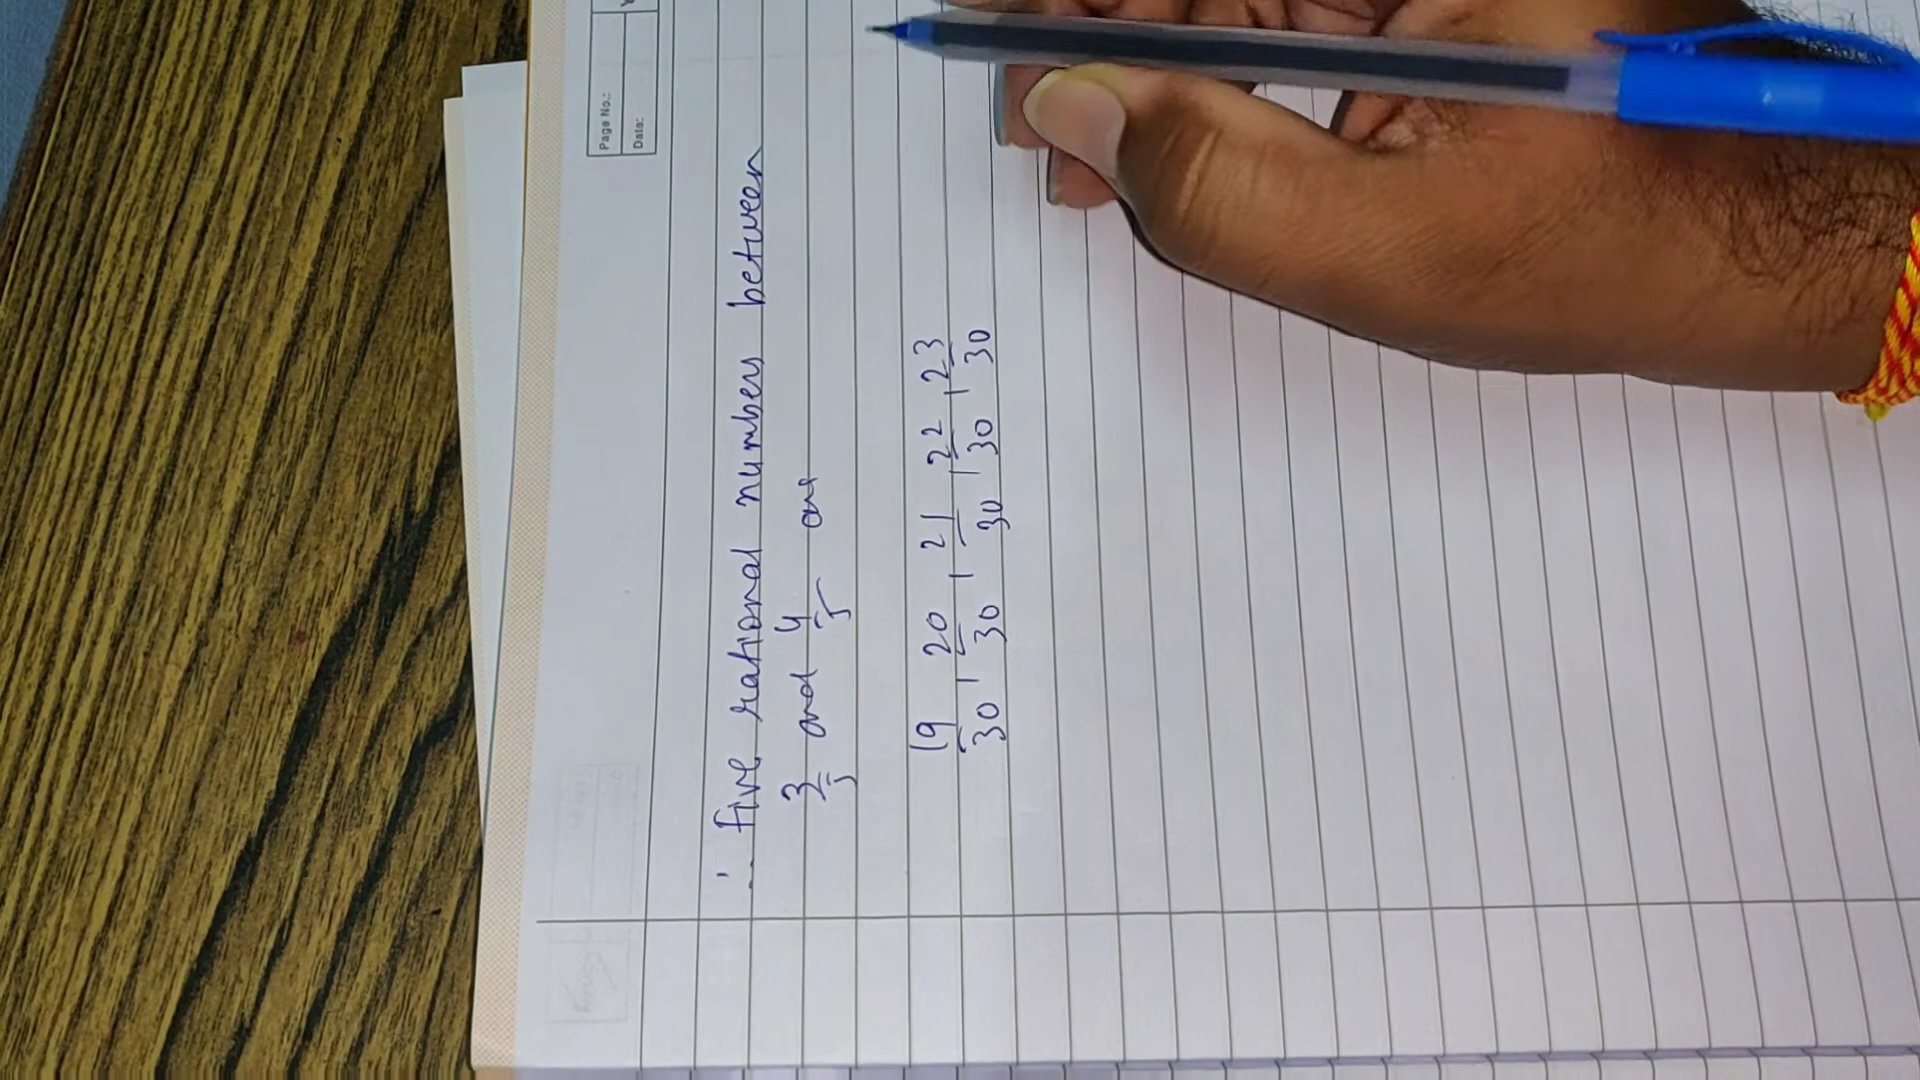 Page No.:
Date:
∴ five rational numbers between
3/5 and 4/5 are
19/30, 20/30, 21/30, 22/30, 23/30